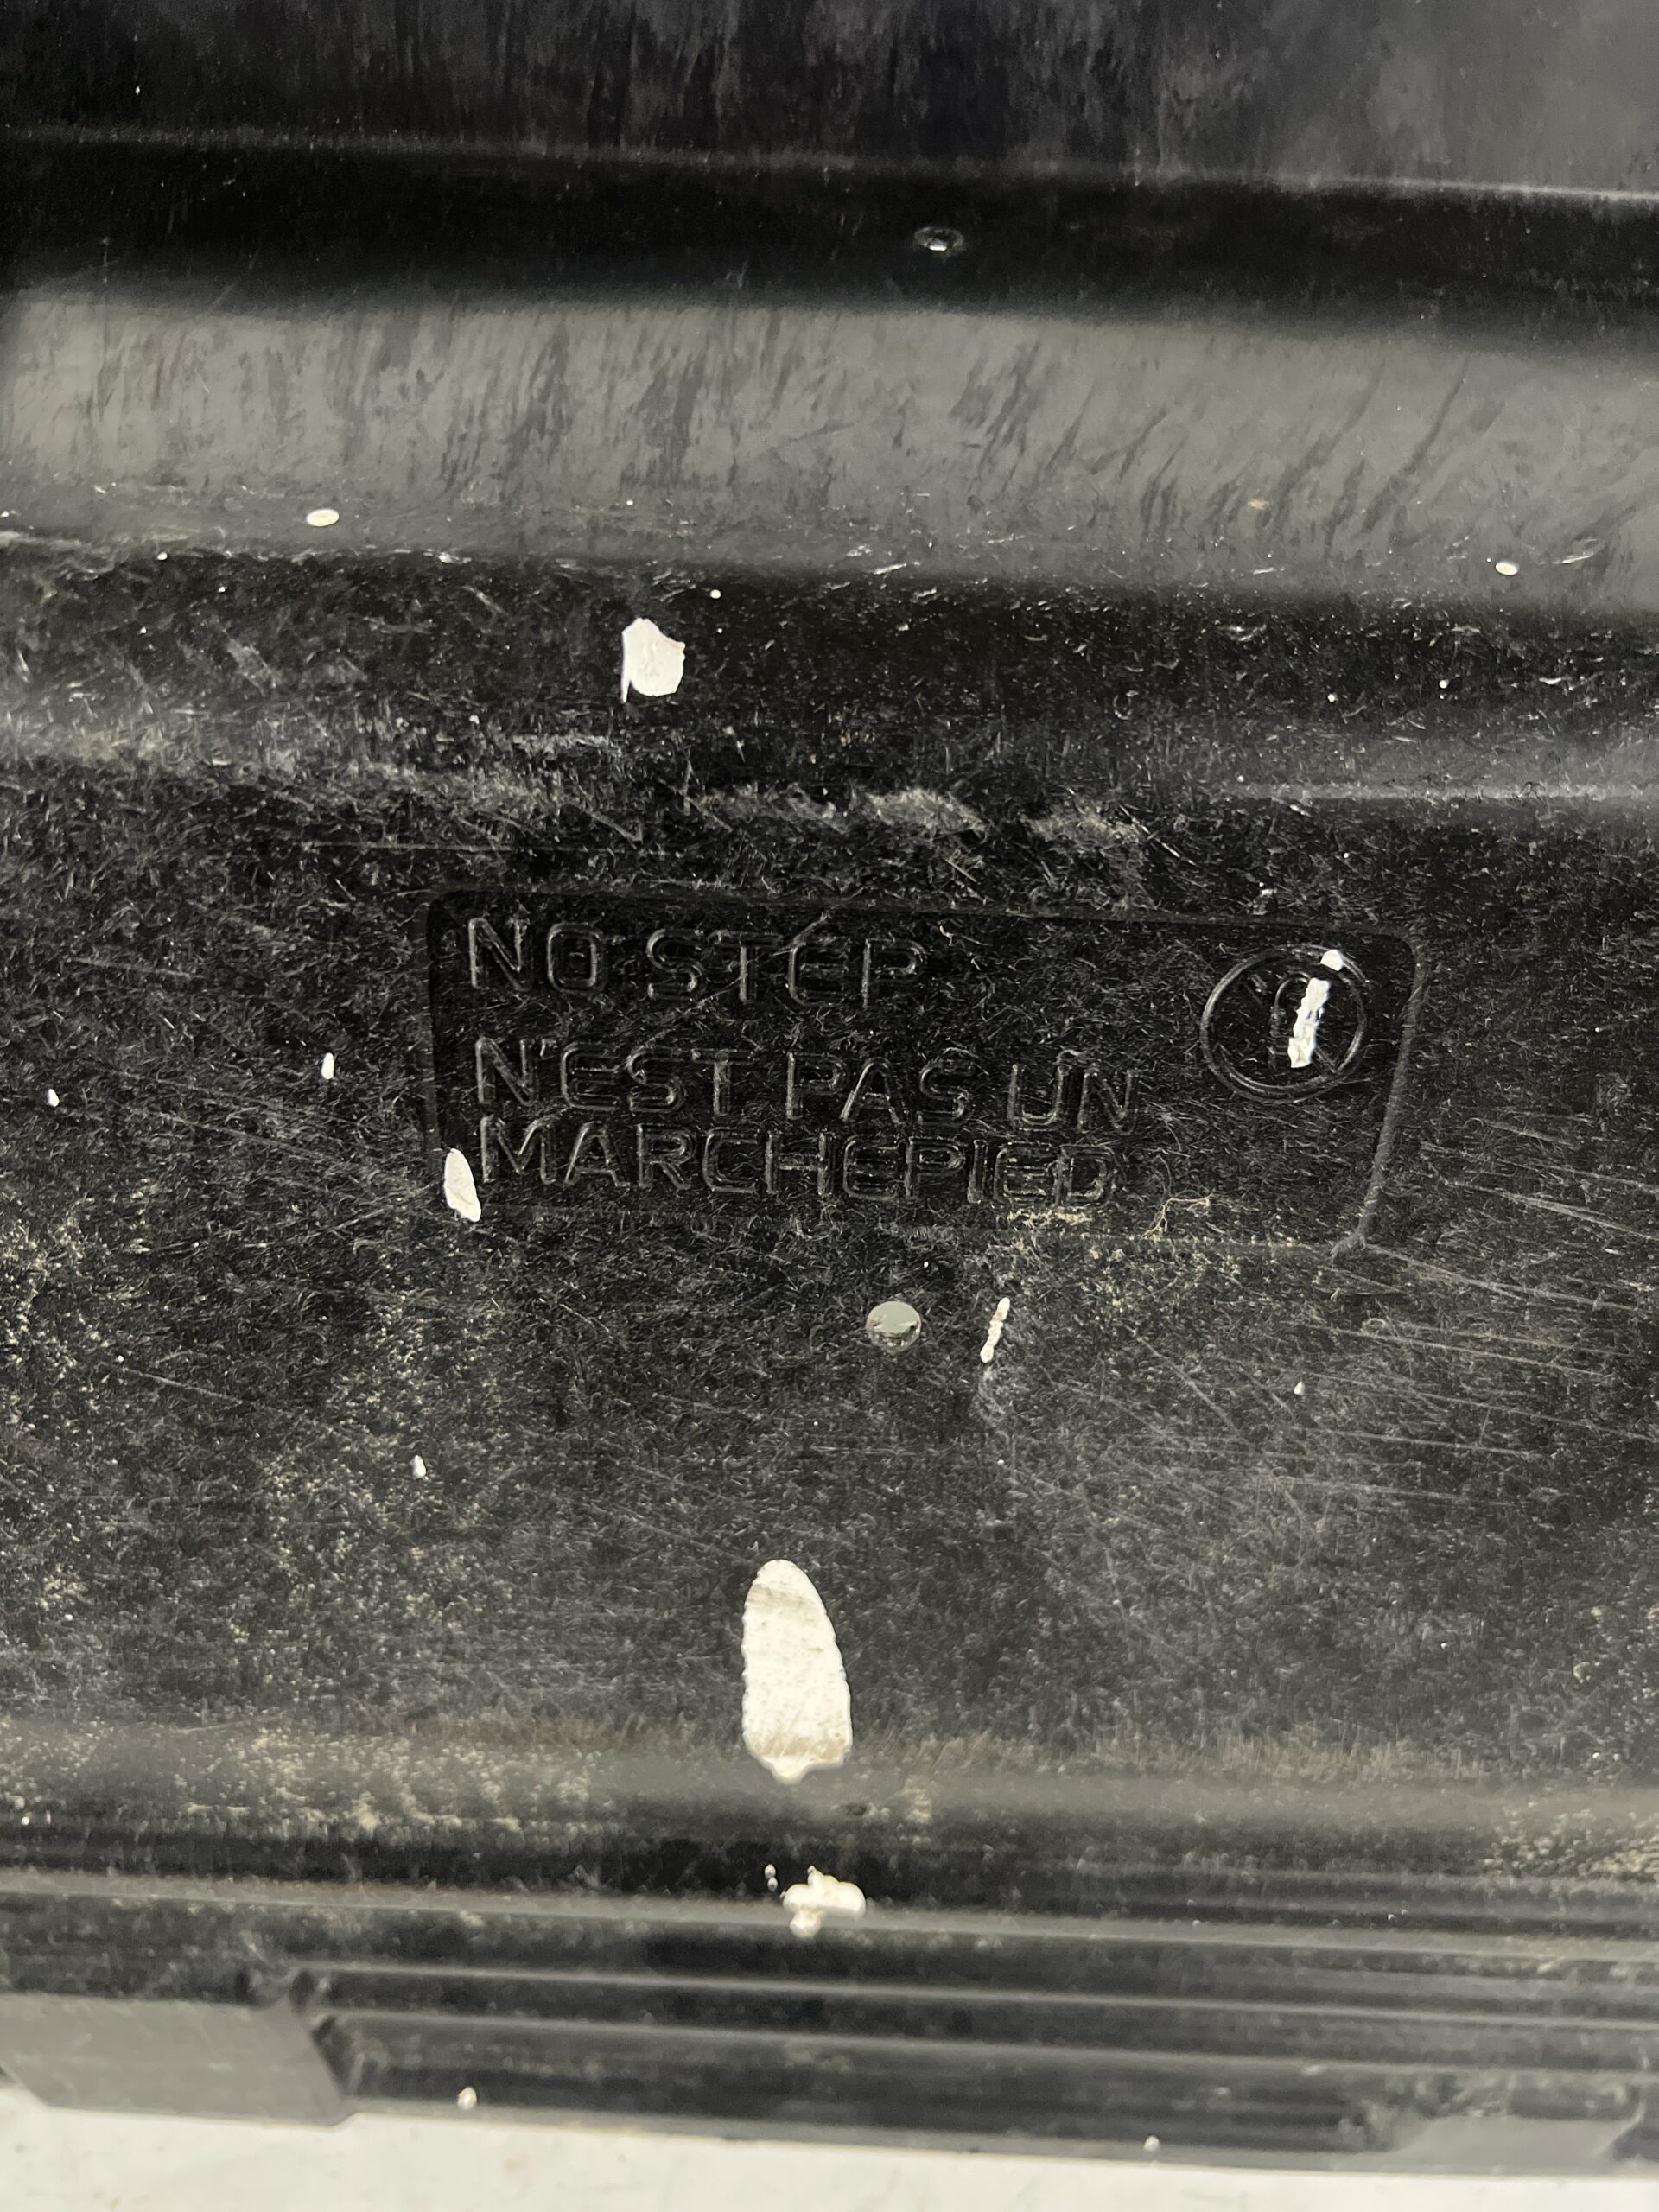 NO STEP
N'EST PAS UN
MARCHEPIED